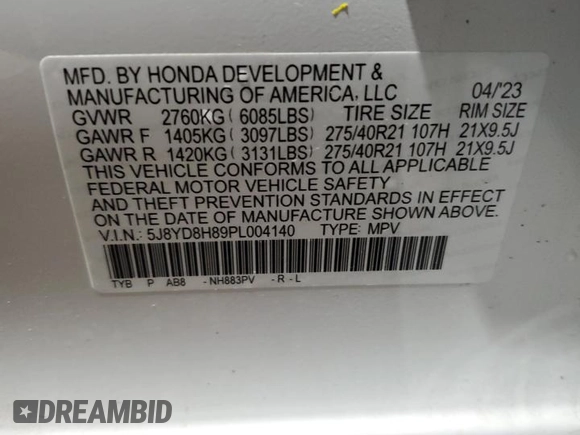 MFD. BY HONDA DEVELOPMENT &
MANUFACTURING OF AMERICA, LLC 04/'23
GVWR 2760KG ( 6085LBS) TIRE SIZE RIM SIZE
GAWR F 1405KG ( 3097LBS) 275/40R21 107H 21X9.5J
GAWR R 1420KG ( 3131LBS) 275/40R21 107H 21X9.5J
THIS VEHICLE CONFORMS TO ALL APPLICABLE
FEDERAL MOTOR VEHICLE SAFETY
AND THEFT PREVENTION STANDARDS IN EFFECT
ON THE DATE OF MANUFACTURE SHOWN ABOVE.
V.I.N.: 5J8YD8H89PL004140 TYPE: MPV
TYB P AB8 -NH883PV -R-L
DREAMBID